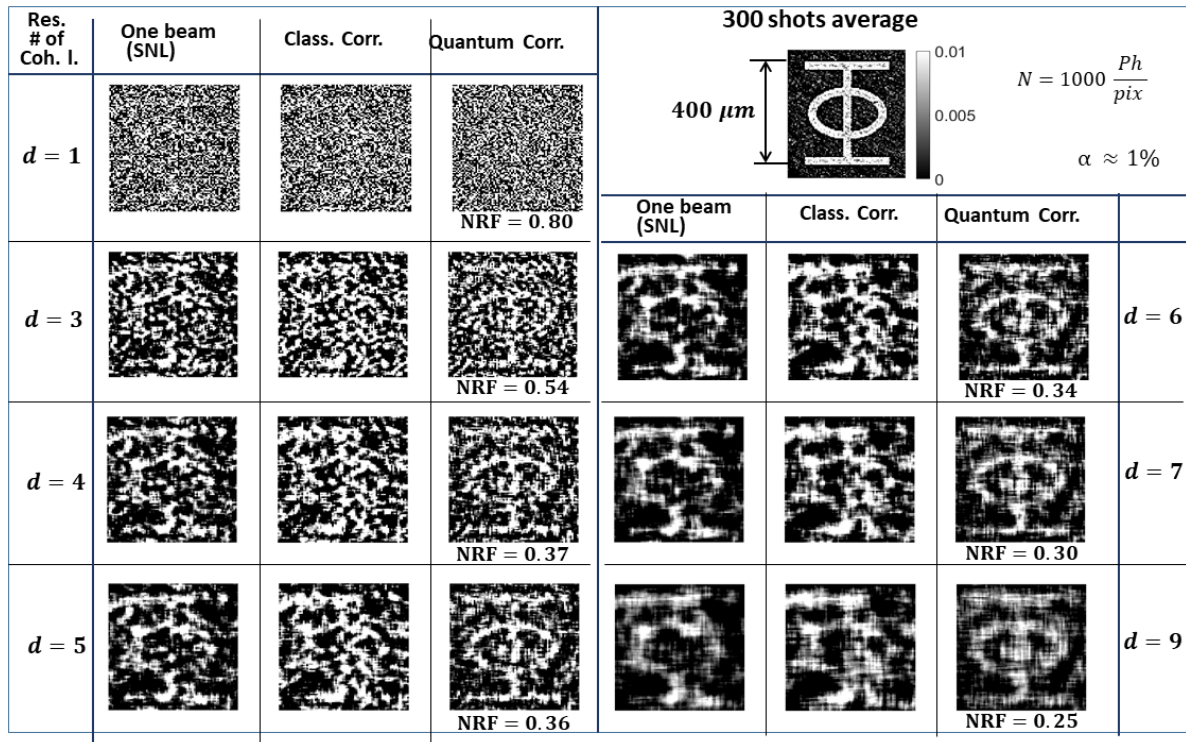 Res.
# of
Coh. l.
One beam
(SNL)
Class. Corr.
Quantum Corr.
d = 1
NRF = 0.80
d = 3
NRF = 0.54
d = 4
NRF = 0.37
d = 5
NRF = 0.36
300 shots average
400 μm
0.01
0.005
0
N = 1000 Ph/pix
α ≈ 1%
One beam
(SNL)
Class. Corr.
Quantum Corr.
d = 6
NRF = 0.34
d = 7
NRF = 0.30
d = 9
NRF = 0.25